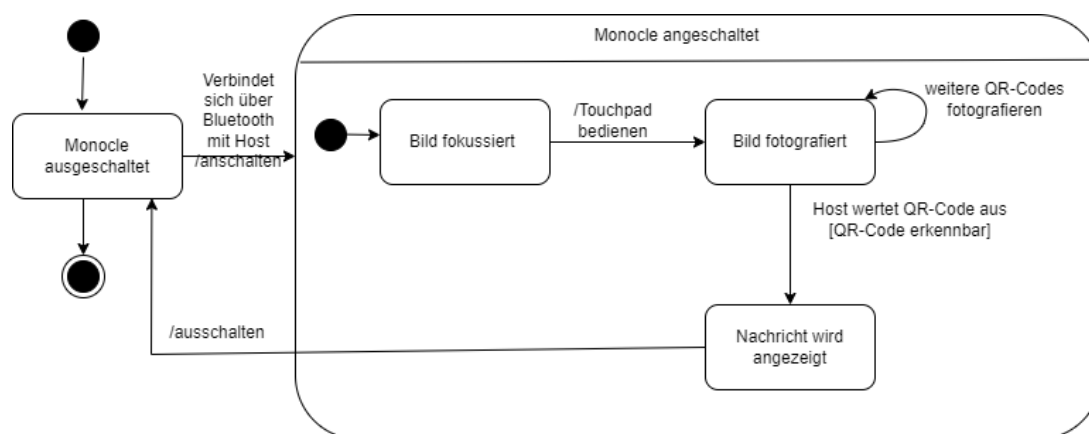 Monocle angeschaltet
Verbindet
sich über
Bluetooth
mit Host
/anschalten
Monocle
ausgeschaltet
Bild fokussiert
/Touchpad
bedienen
Bild fotografiert
weitere QR-Codes
fotografieren
Host wertet QR-Code aus
[QR-Code erkennbar]
Nachricht wird
angezeigt
/ausschalten